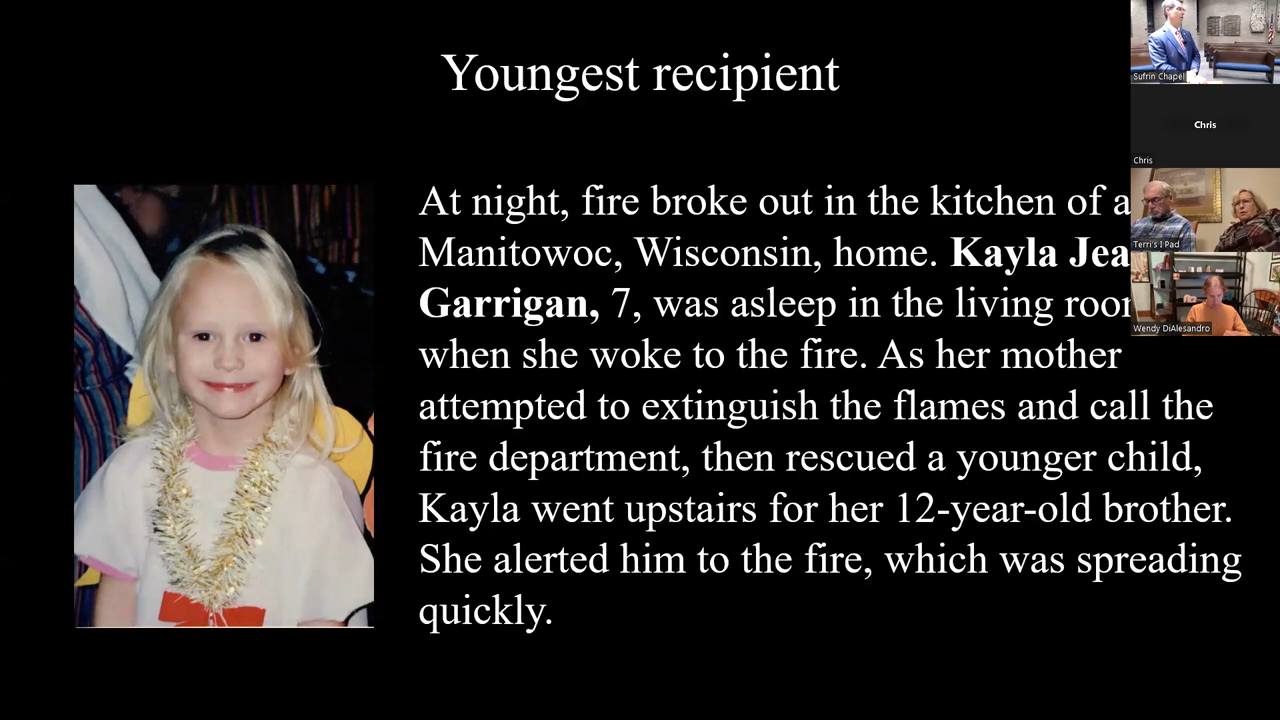 Youngest recipient
At night, fire broke out in the kitchen of a
Manitowoc, Wisconsin, home. Kayla Jea
Garrigan, 7, was asleep in the living roo
when she woke to the fire. As her mother
attempted to extinguish the flames and call the
fire department, then rescued a younger child,
Kayla went upstairs for her 12-year-old brother.
She alerted him to the fire, which was spreading
quickly.
Sufrin Chapel
Chris
Chris
Terri's I Pad
Wendy DiAlesandro